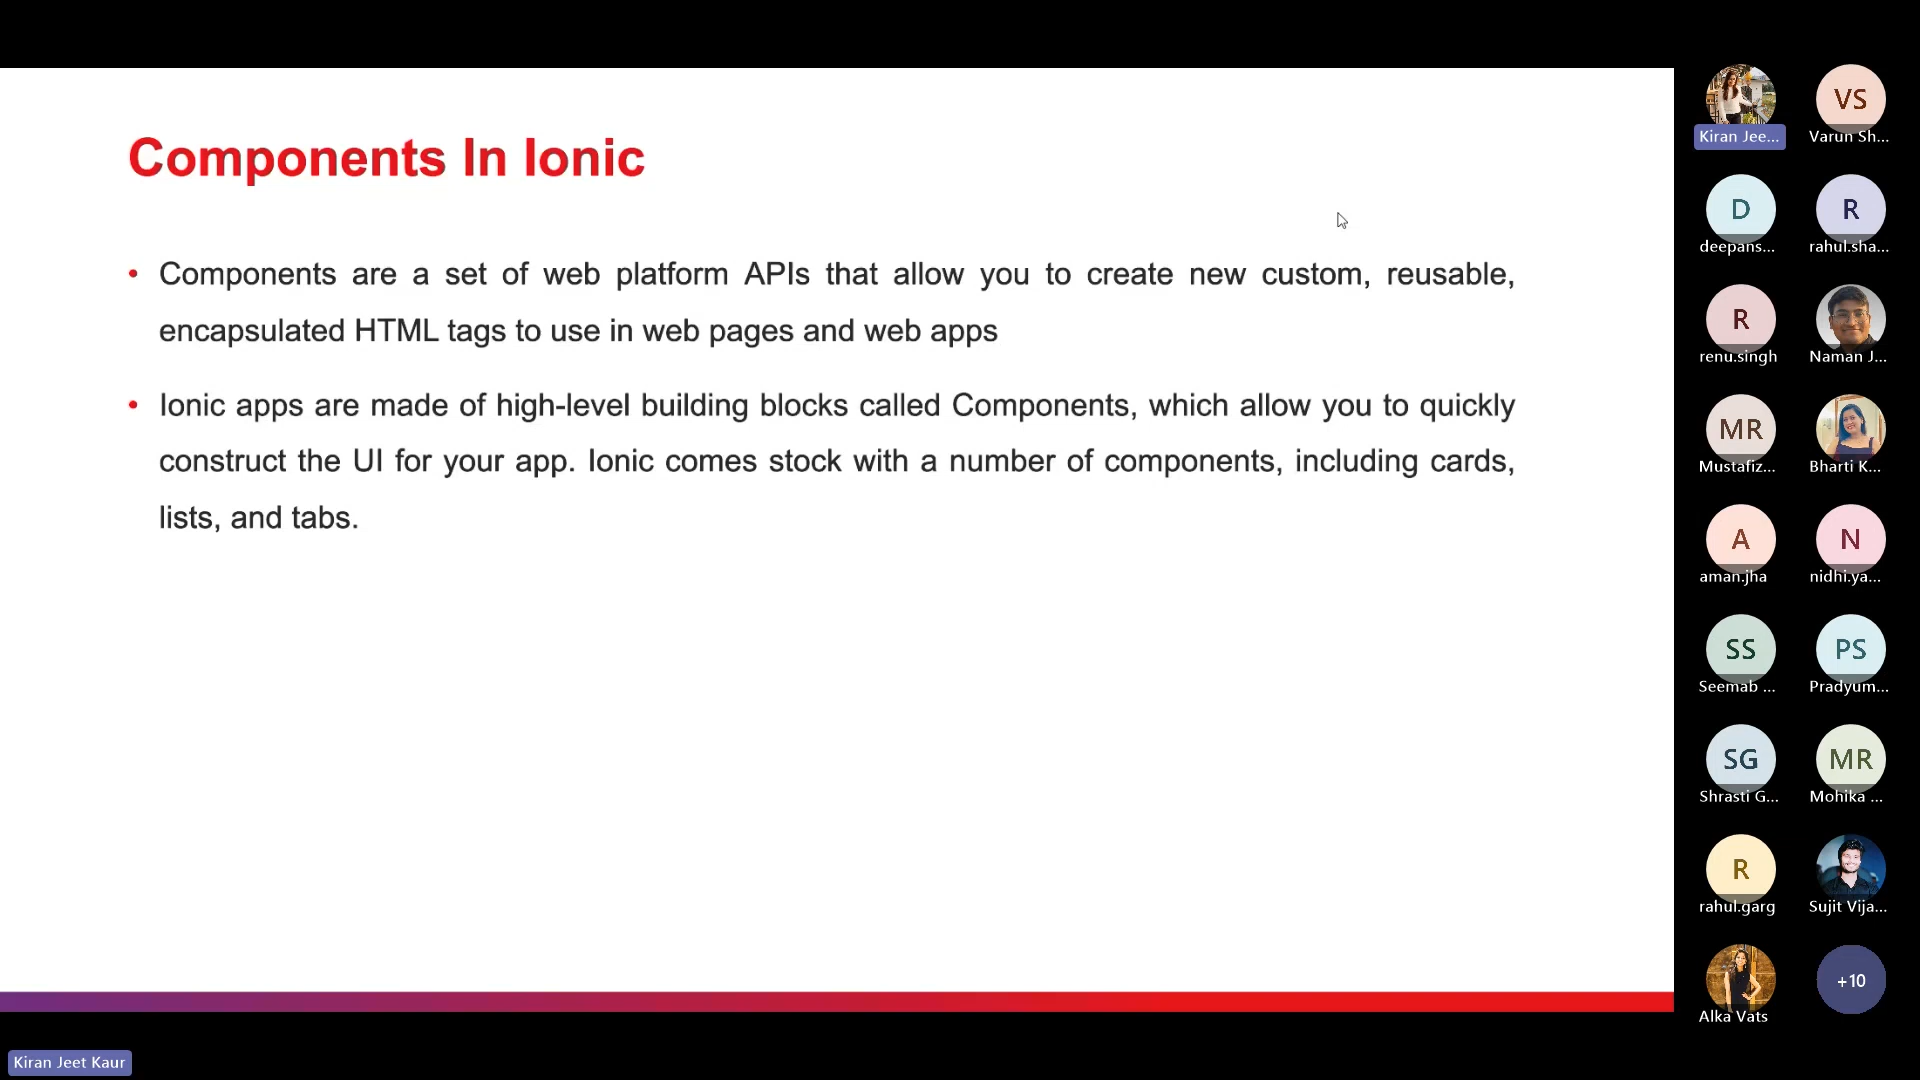 Components In Ionic
• Components are a set of web platform APIs that allow you to create new custom, reusable,
encapsulated HTML tags to use in web pages and web apps
• Ionic apps are made of high-level building blocks called Components, which allow you to quickly
construct the UI for your app. Ionic comes stock with a number of components, including cards,
lists, and tabs.
Kiran Jee...
VS
Varun Sh...
D
deepans...
R
rahul.sha...
R
renu.singh
Naman J...
MR
Mustafiz...
Bharti K...
A
aman.jha
N
nidhi.ya...
SS
Seemab ...
PS
Pradyum...
SG
Shrasti G...
MR
Mohika ...
R
rahul.garg
Sujit Vija...
Alka Vats
+10
Kiran Jeet Kaur